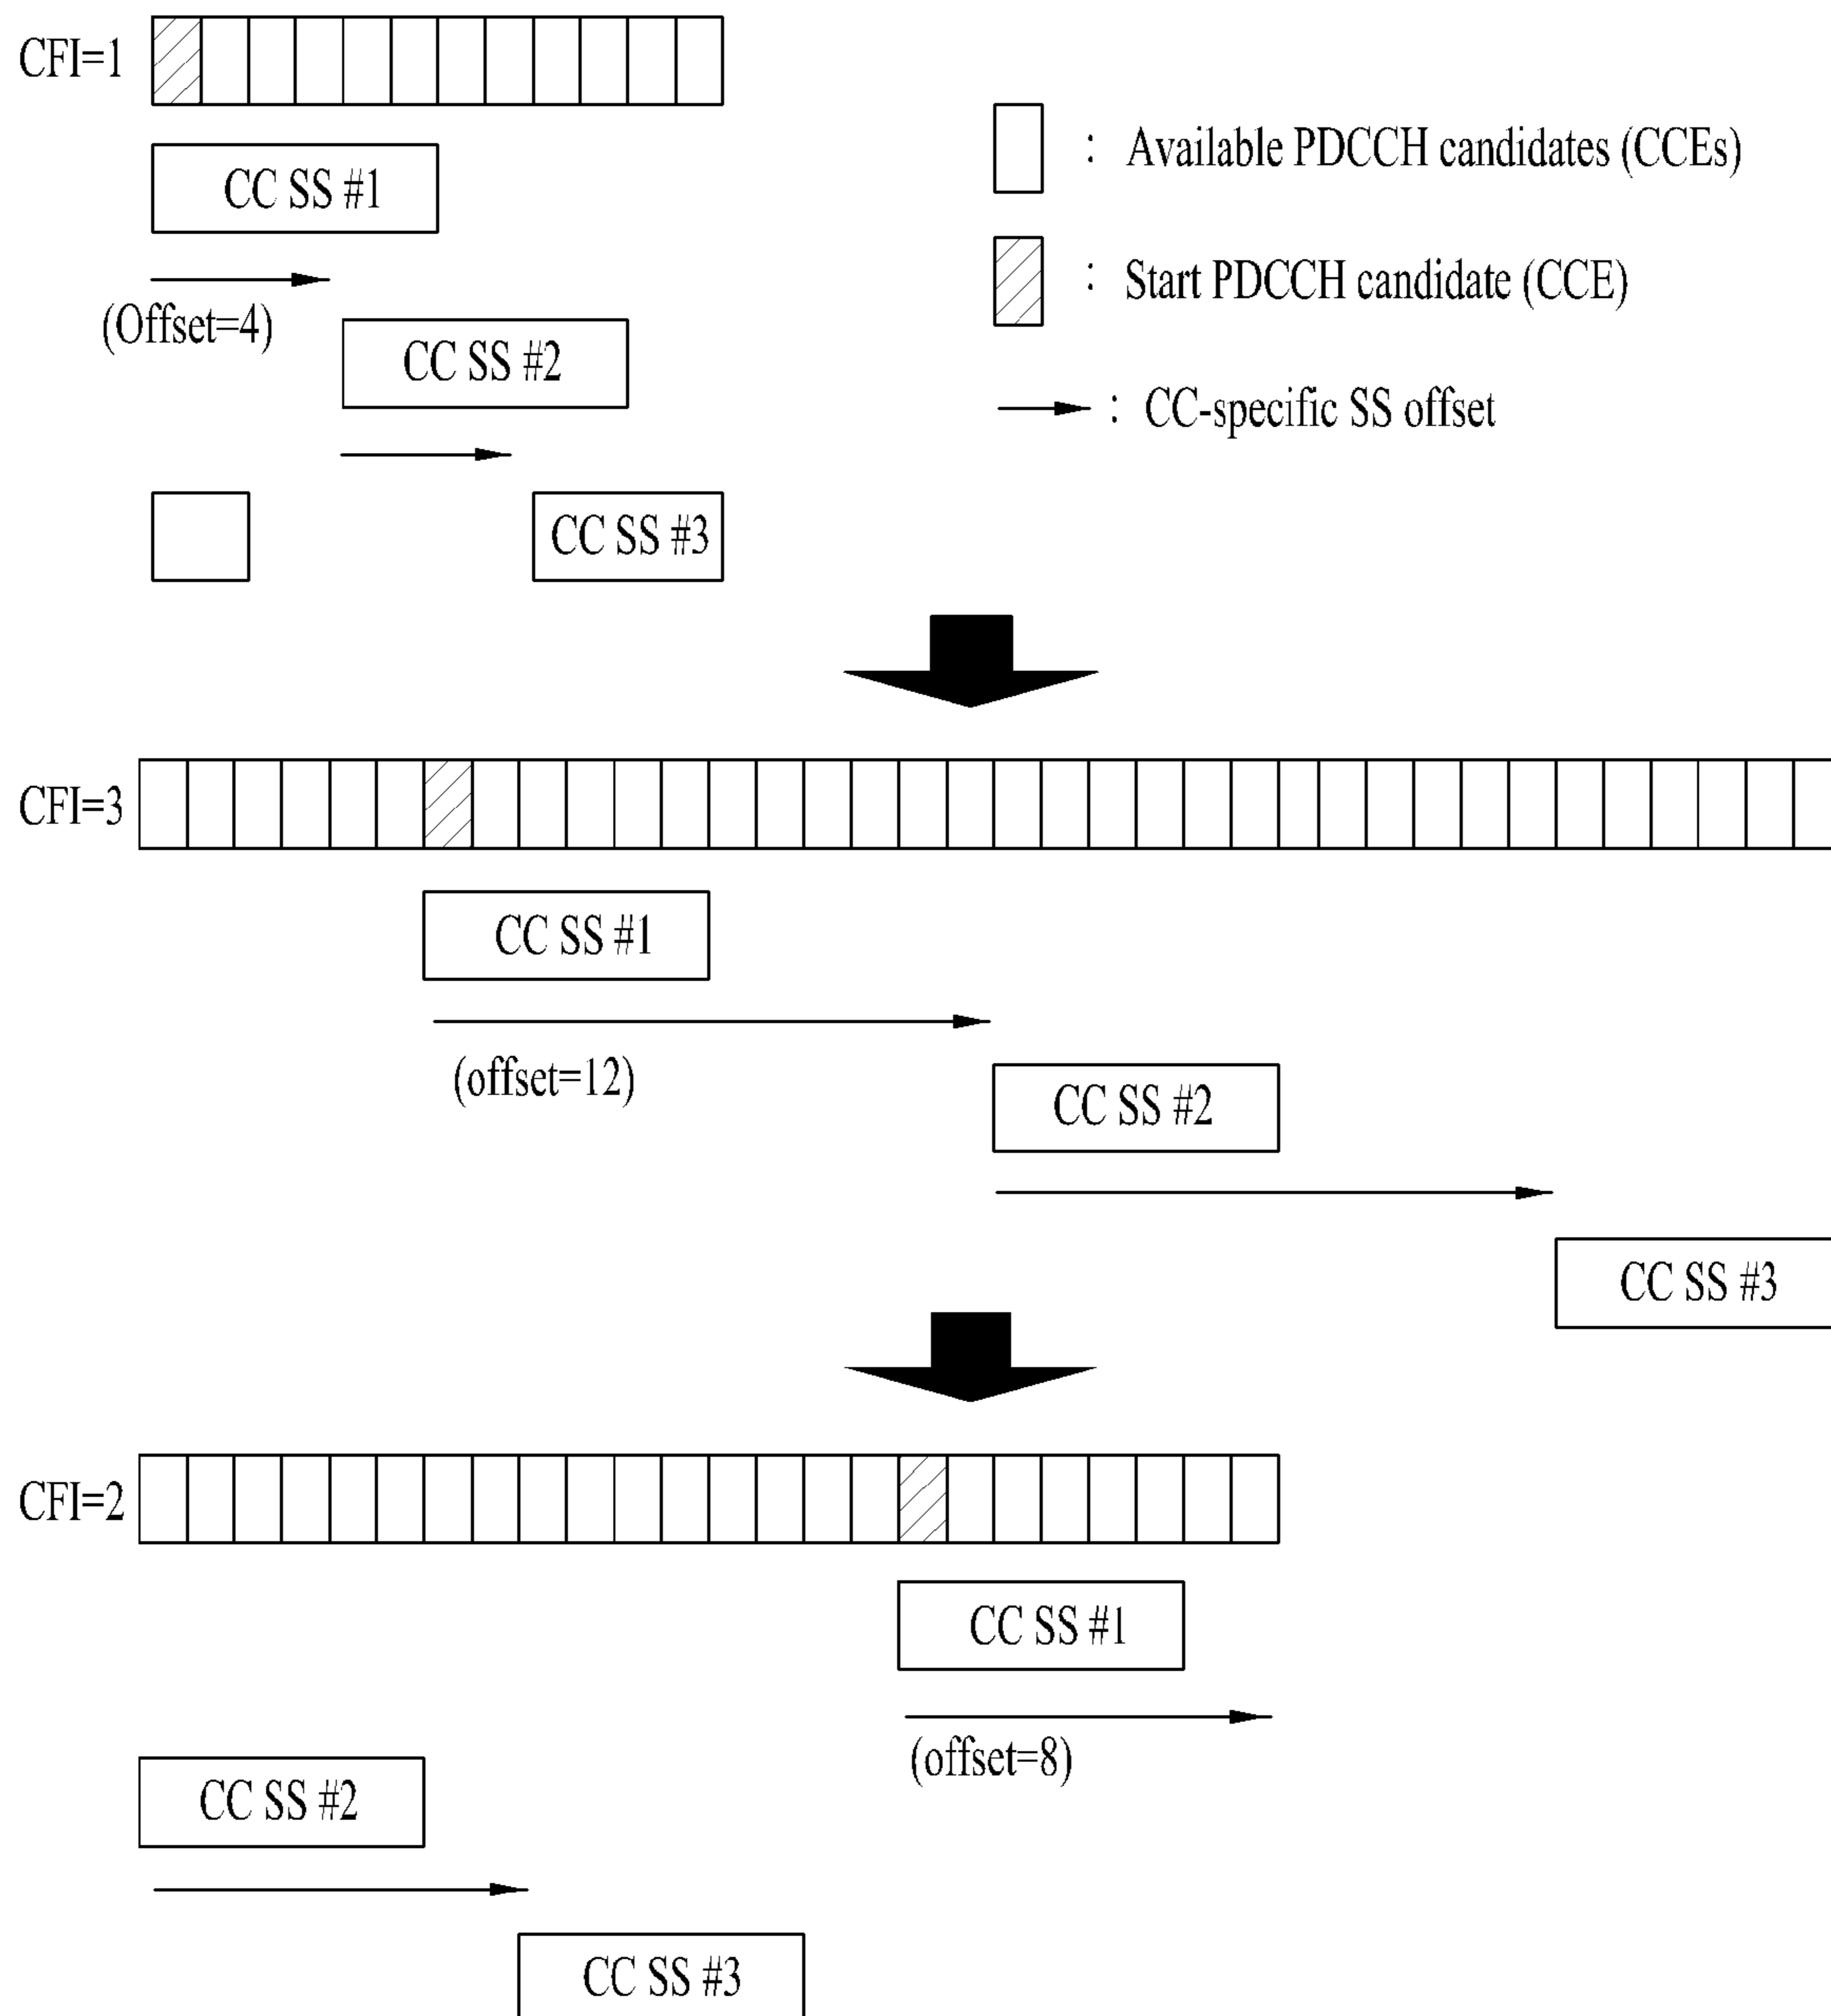 CFI=1
: Available PDCCH candidates (CCEs)
CC SS #1
: Start PDCCH candidate (CCE)
(Offset=4)
CC SS #2
: CC-specific SS offset
CC SS #3
CFI=3
CC SS #1
(offset=12)
CC SS #2
CC SS #3
CFI=2
CC SS #1
(offset=8)
CC SS #2
CC SS #3